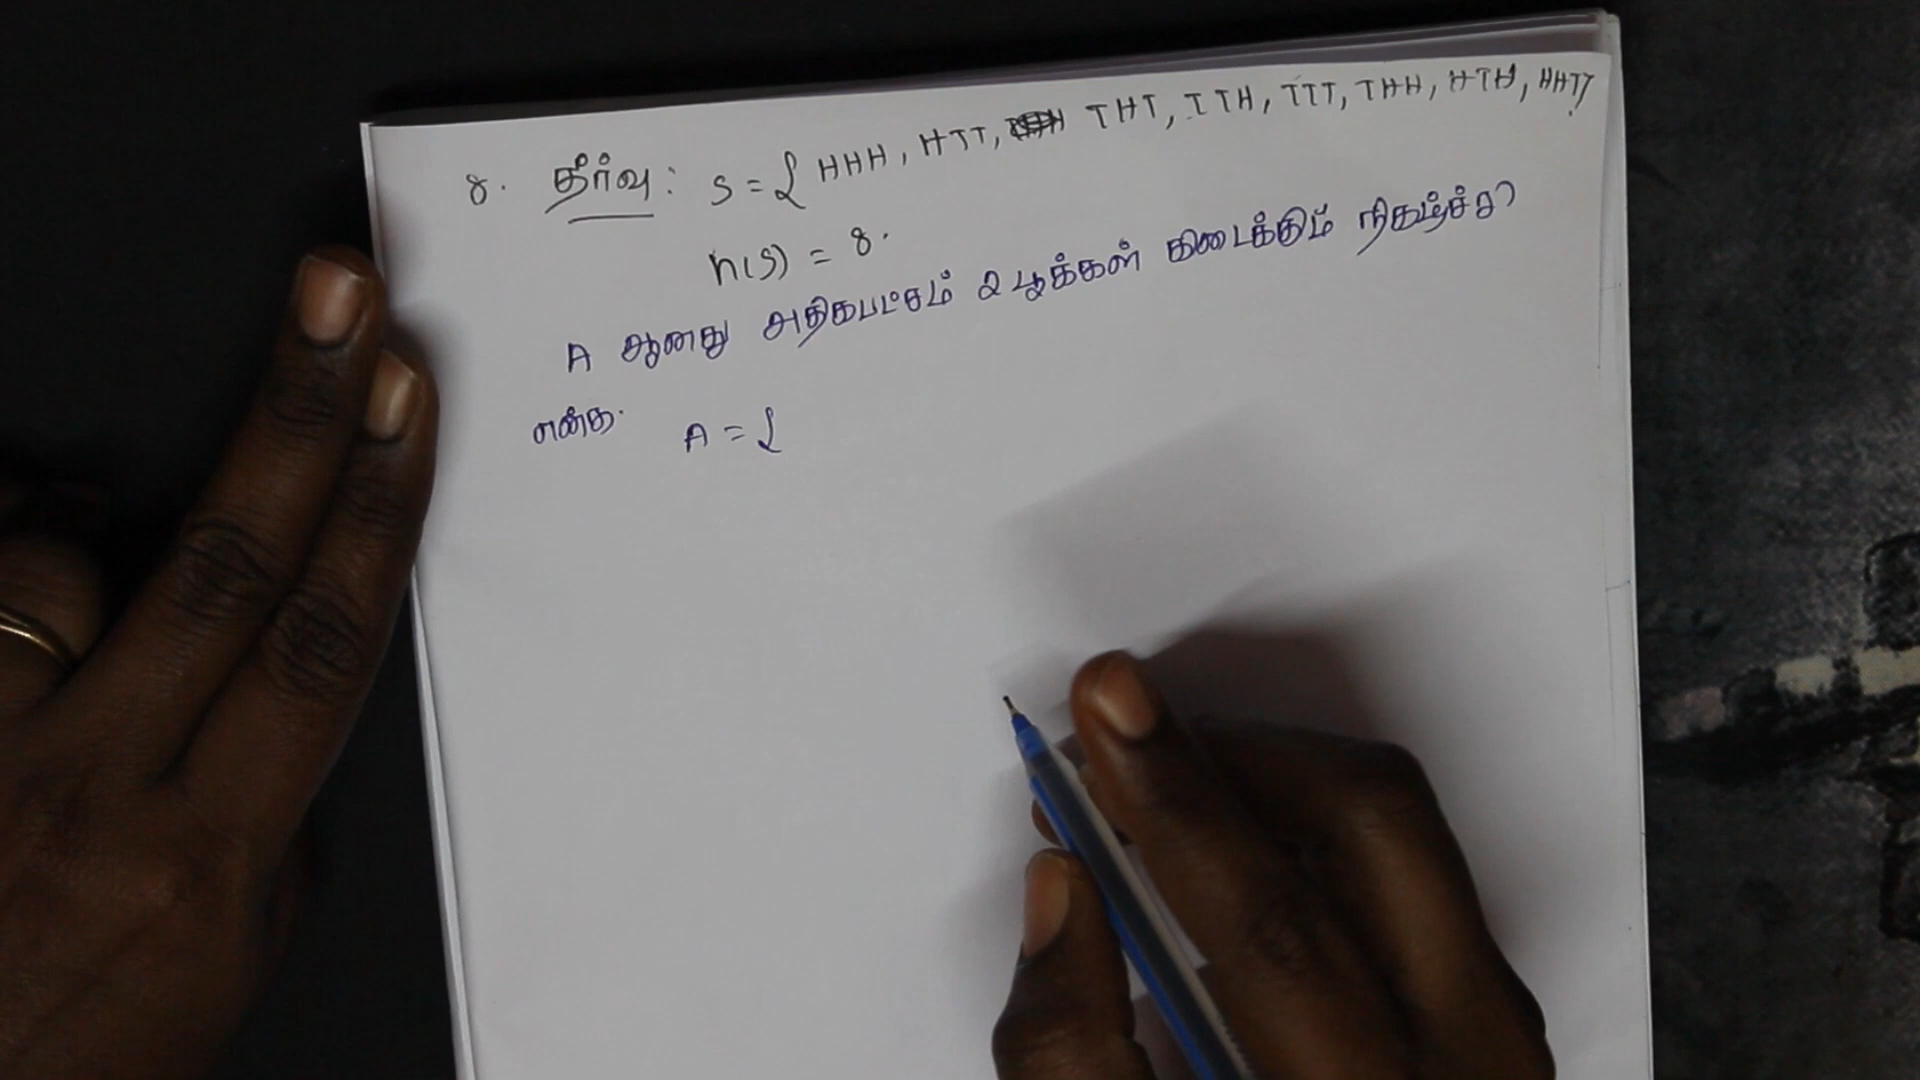 8. தீர்வு: S = { HHH, HTT, THT, TTH, TTT, THH, HTH, HHT}
n(S) = 8.
A ஆனது அதிகபட்சம் 2 பூக்கள் கிடைக்கும் நிகழ்ச்சி
என்க. A = {